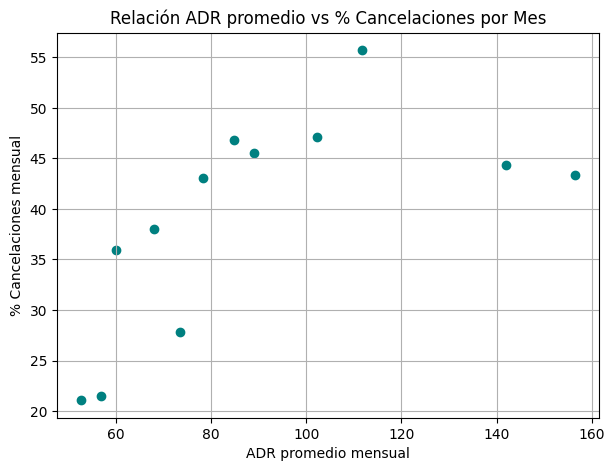 Relación ADR promedio vs % Cancelaciones por Mes
% Cancelaciones mensual
55
50
45
40
35
30
25
20
60 80 100 120 140 160
ADR promedio mensual